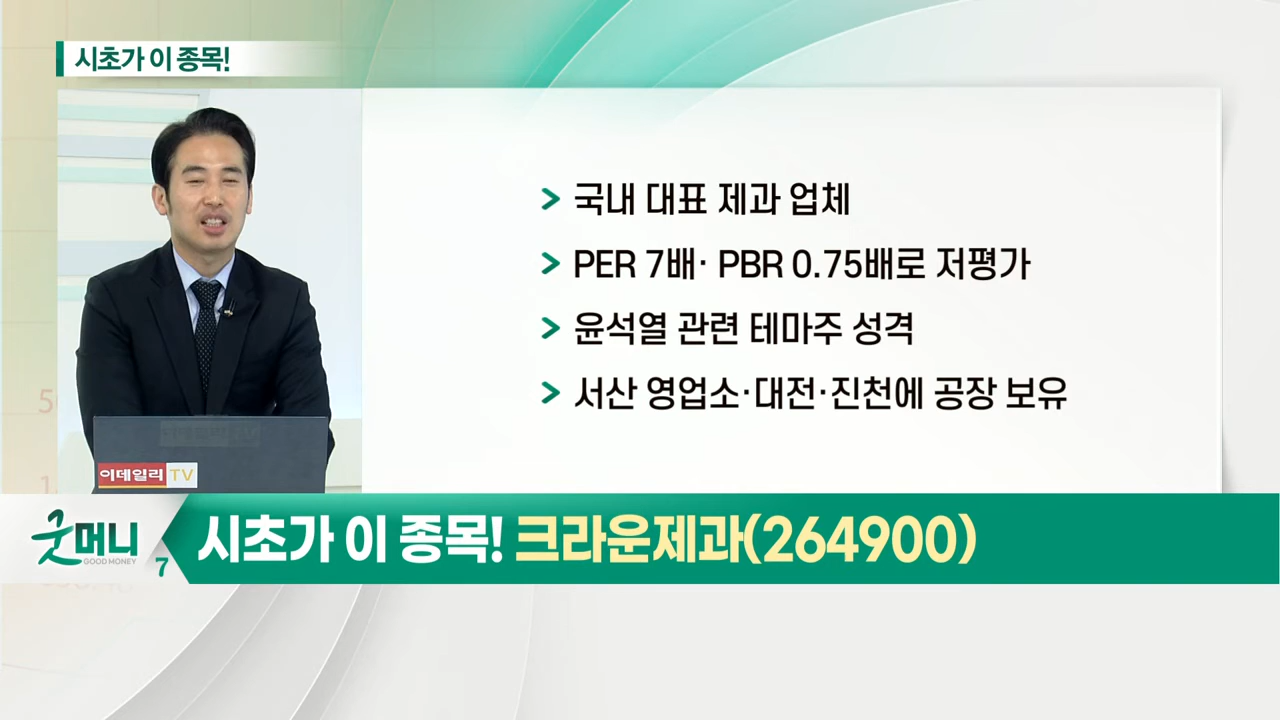 시초가 이 종목!
> 국내 대표 제과 업체
> PER 7배· PBR 0.75배로 저평가
> 윤석열 관련 테마주 성격
> 서산 영업소·대전·진천에 공장 보유
이데일리 TV
굿머니
GOOD MONEY
7
시초가 이 종목! 크라운제과(264900)